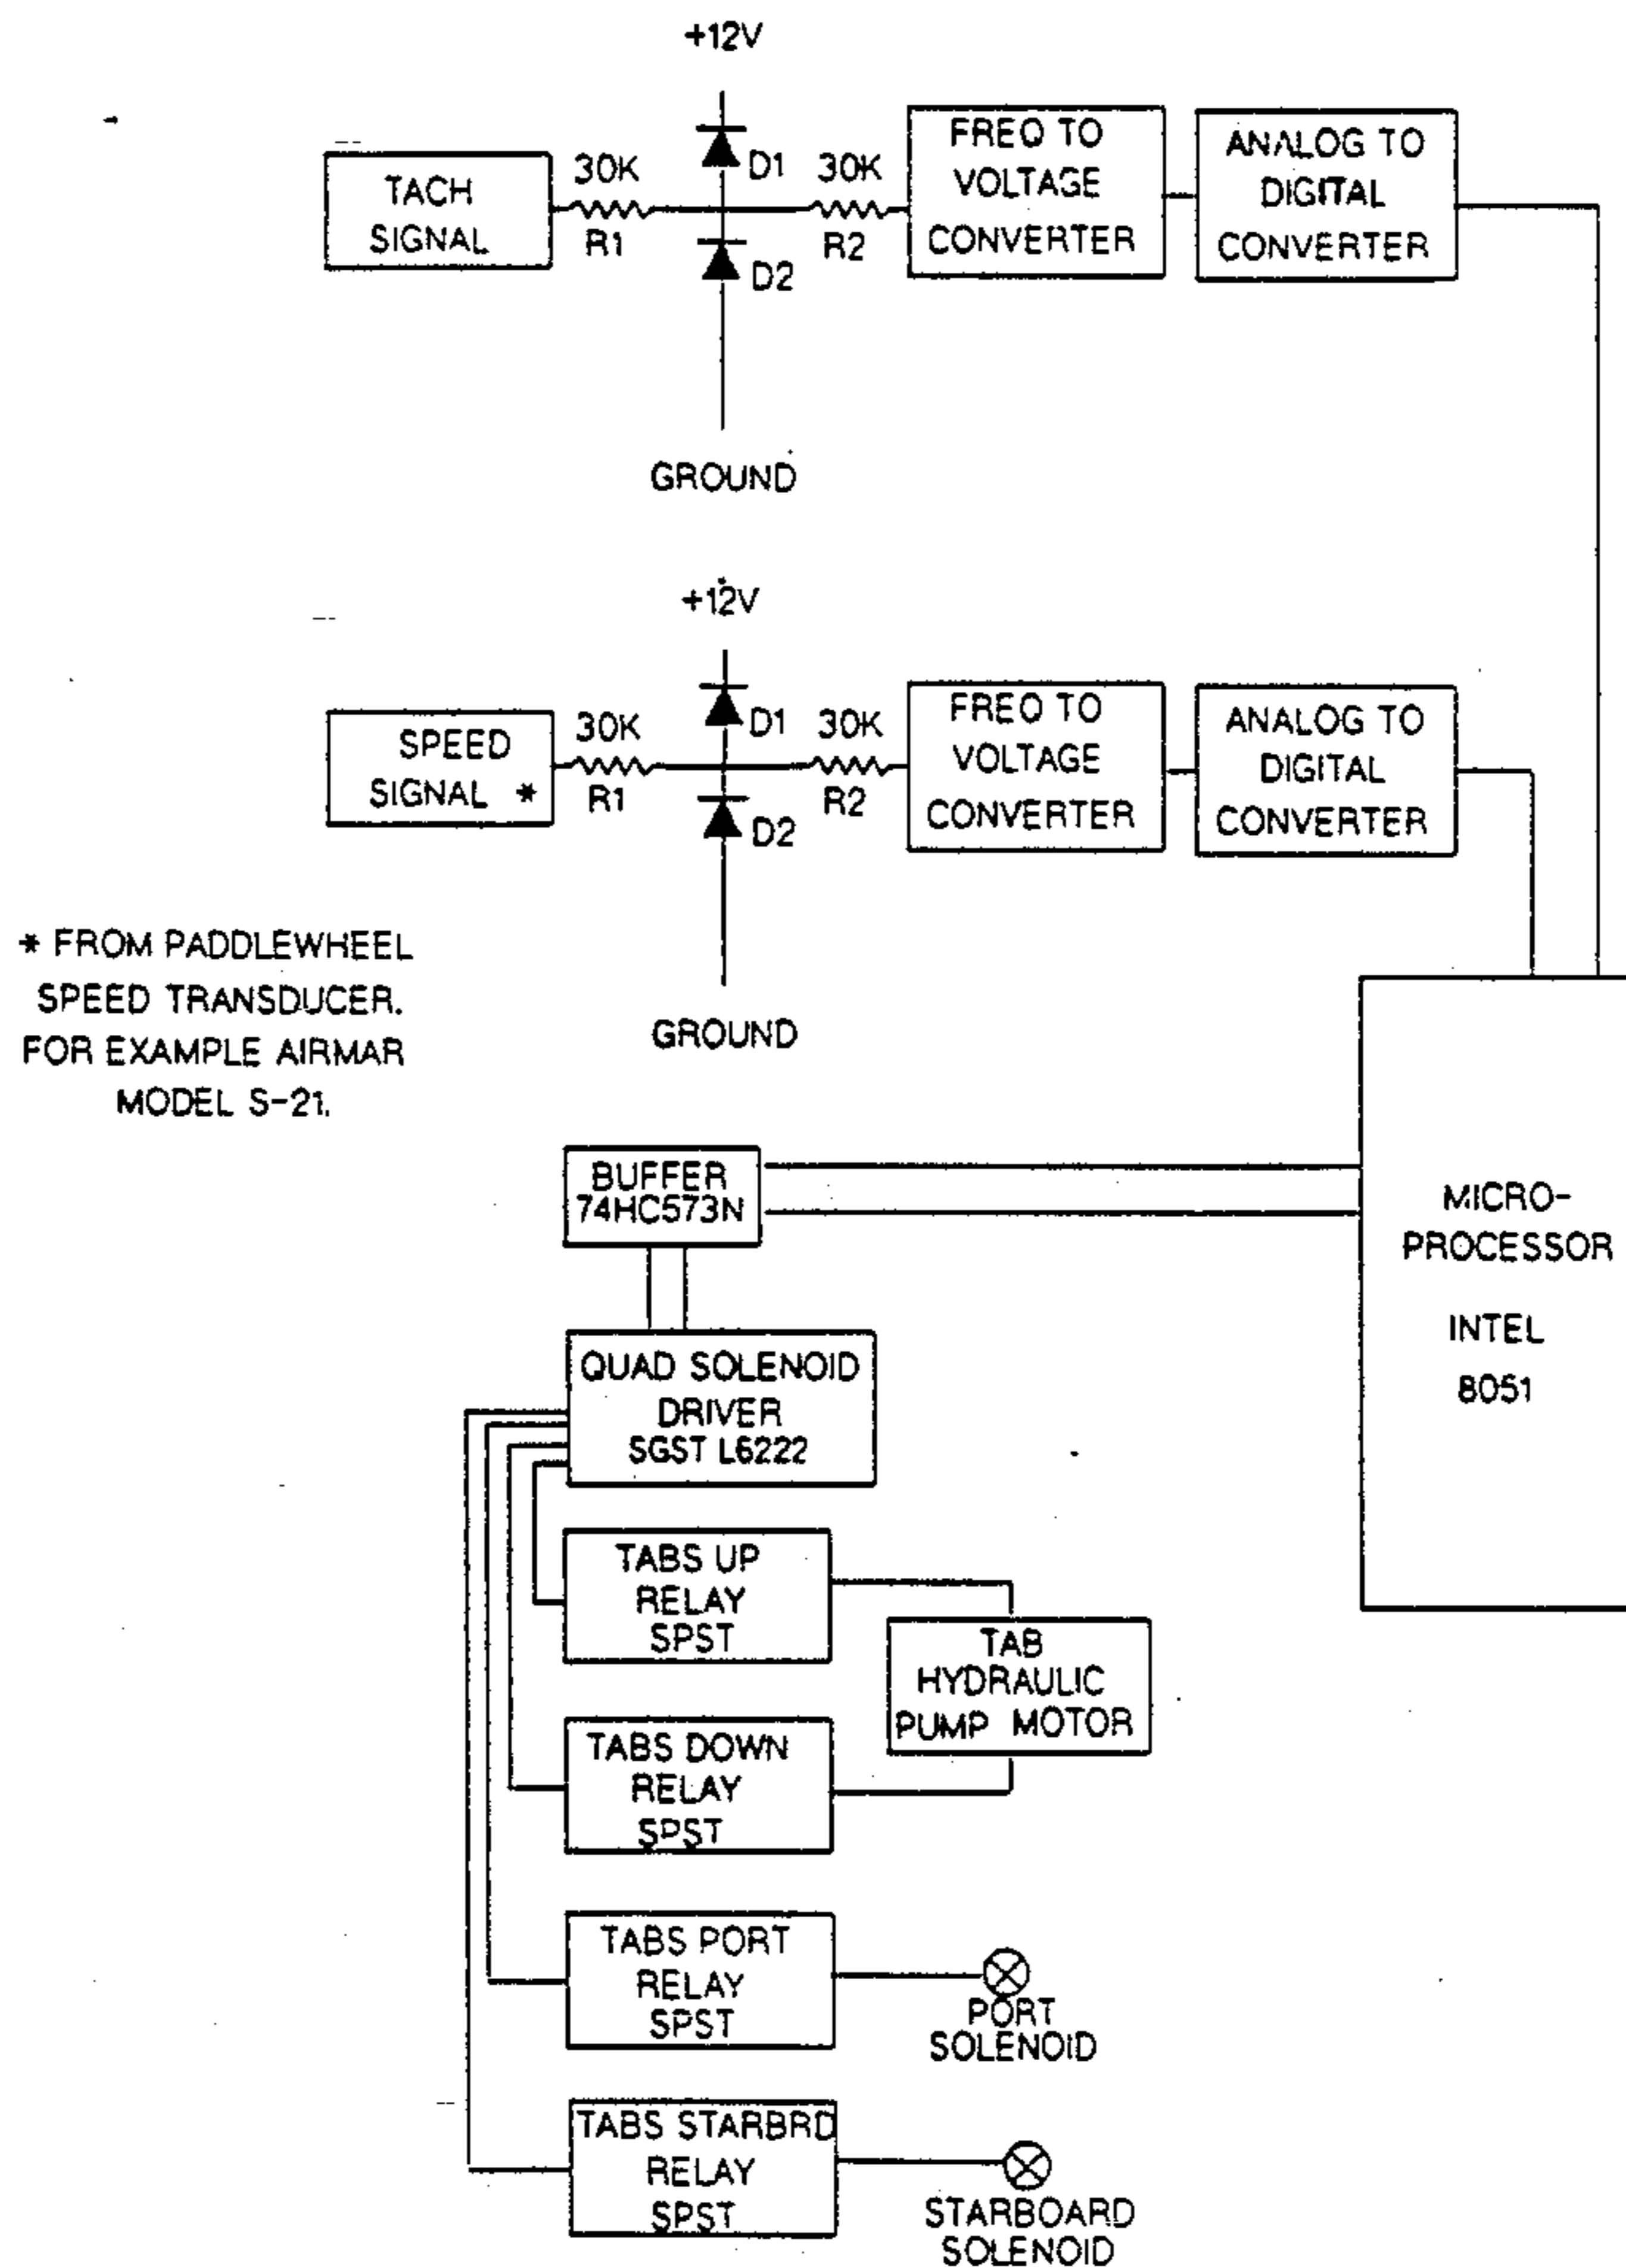 +12V
TACH
SIGNAL
30K
R1
D1
D2
30K
R2
FREQ TO
VOLTAGE
CONVERTER
ANALOG TO
DIGITAL
CONVERTER
GROUND
+12V
SPEED
SIGNAL *
30K
R1
D1
D2
30K
R2
FREQ TO
VOLTAGE
CONVERTER
ANALOG TO
DIGITAL
CONVERTER
GROUND
* FROM PADDLEWHEEL
SPEED TRANSDUCER.
FOR EXAMPLE AIRMAR
MODEL S-21.
BUFFER
74HC573N
MICRO-
PROCESSOR
INTEL
8051
QUAD SOLENOID
DRIVER
SGST L6222
TABS UP
RELAY
SPST
TAB
HYDRAULIC
PUMP MOTOR
TABS DOWN
RELAY
SPST
TABS PORT
RELAY
SPST
PORT
SOLENOID
TABS STARBRD
RELAY
SPST
STARBOARD
SOLENOID